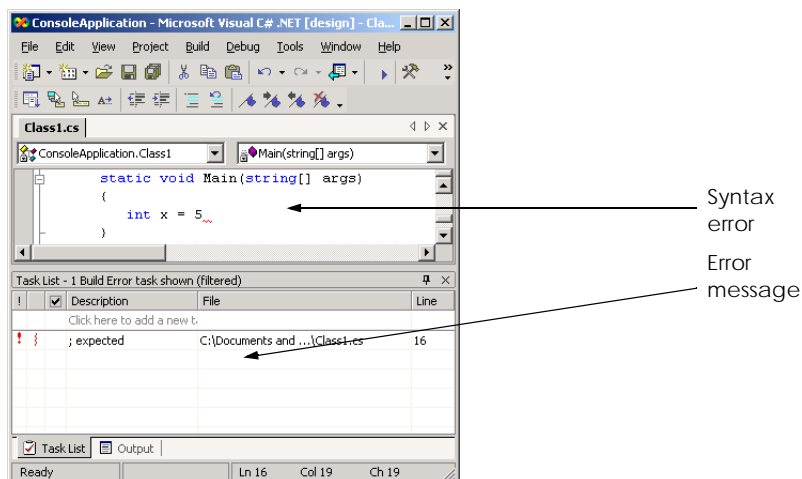 ConsoleApplication - Microsoft Visual C# .NET [design] - Cla...
File Edit View Project Build Debug Tools Window Help
Class1.cs
ConsoleApplication.Class1 Main(string[] args)
static void Main(string[] args)
{
int x = 5
}
Syntax
error
Error
message
Task List - 1 Build Error task shown (filtered)
! Description File Line
Click here to add a new t
! ; expected C:\Documents and ...\Class1.cs 16
Task List Output
Ready Ln 16 Col 19 Ch 19